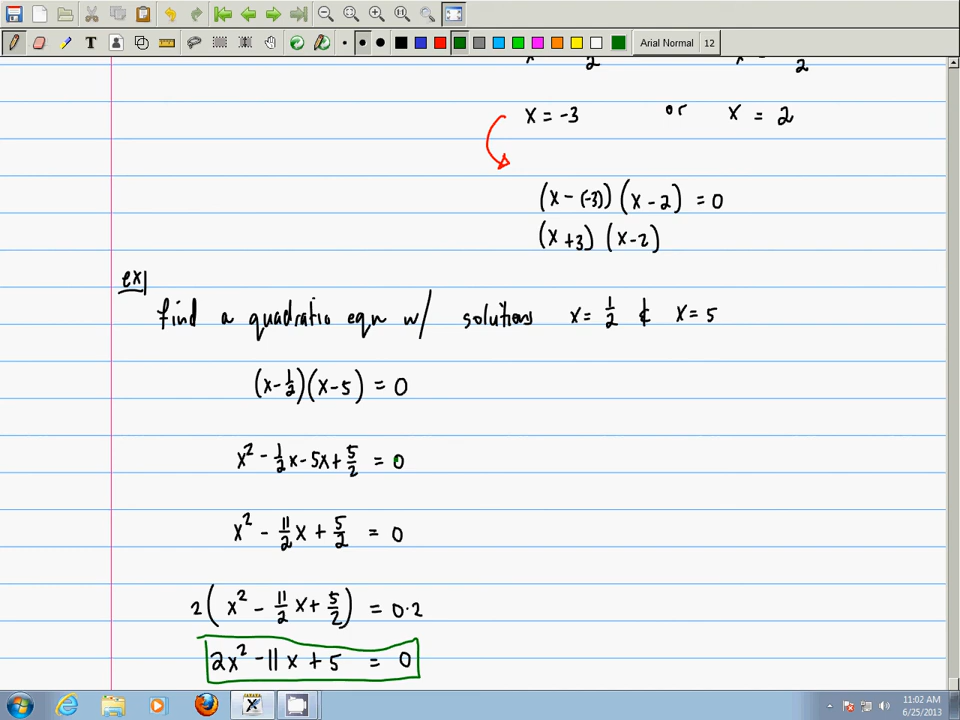 Arial Normal 12
x = -3 or x = 2
(x - (-3)) (x - 2) = 0
(x + 3) (x - 2)
ex|
find a quadratic eqn w/ solutions x = 1/2 & x = 5
(x - 1/2)(x - 5) = 0
x² - 1/2x - 5x + 5/2 = 0
x² - 11/2 x + 5/2 = 0
2(x² - 11/2 x + 5/2) = 0·2
2x² - 11x + 5 = 0
11:02 AM
6/25/2013